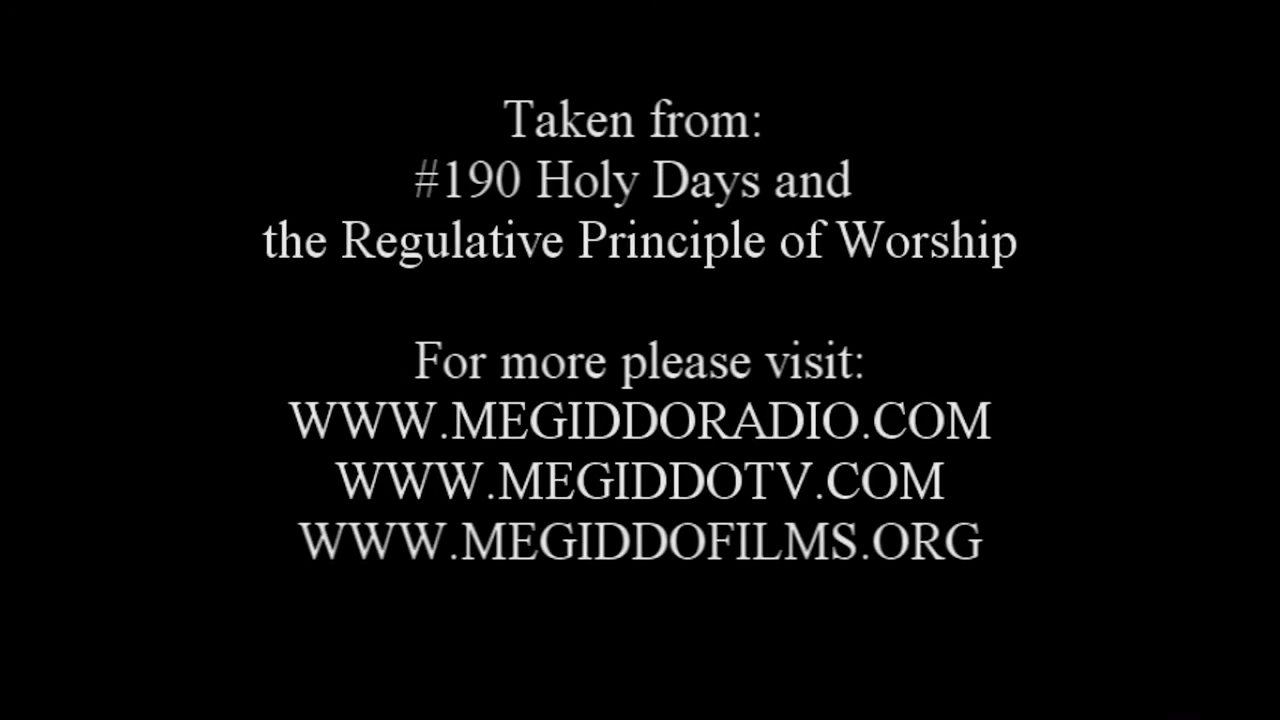 Taken from:
#190 Holy Days and
the Regulative Principle of Worship
For more please visit:
WWW.MEGIDDORADIO.COM
WWW.MEGIDDOTV.COM
WWW.MEGIDDOFILMS.ORG